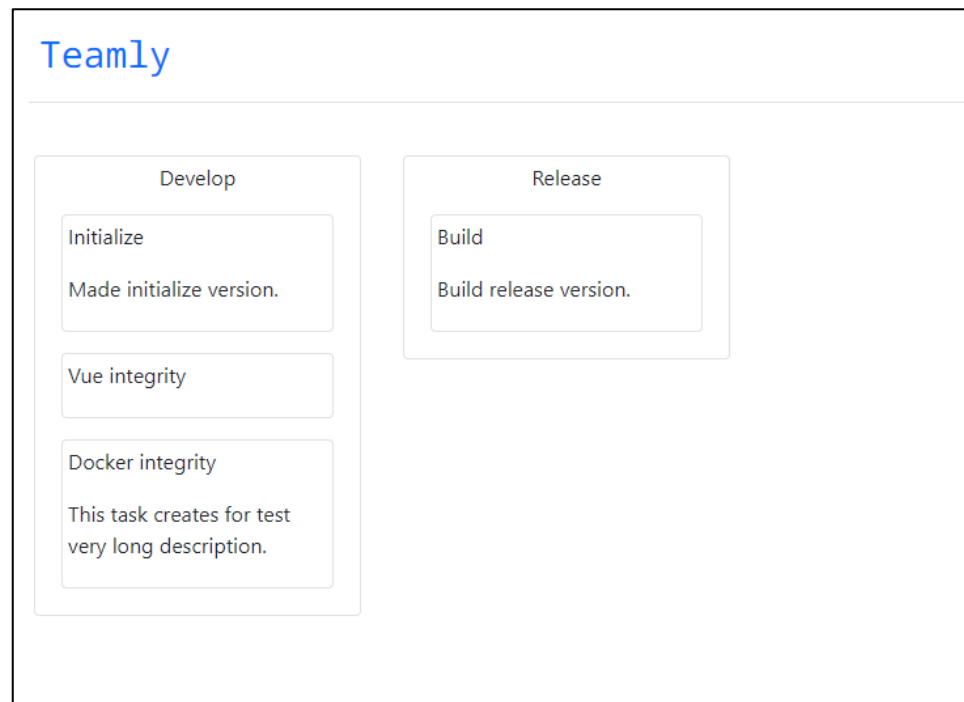 Teamly
Develop
Initialize
Made initialize version.
Vue integrity
Docker integrity
This task creates for test
very long description.
Release
Build
Build release version.